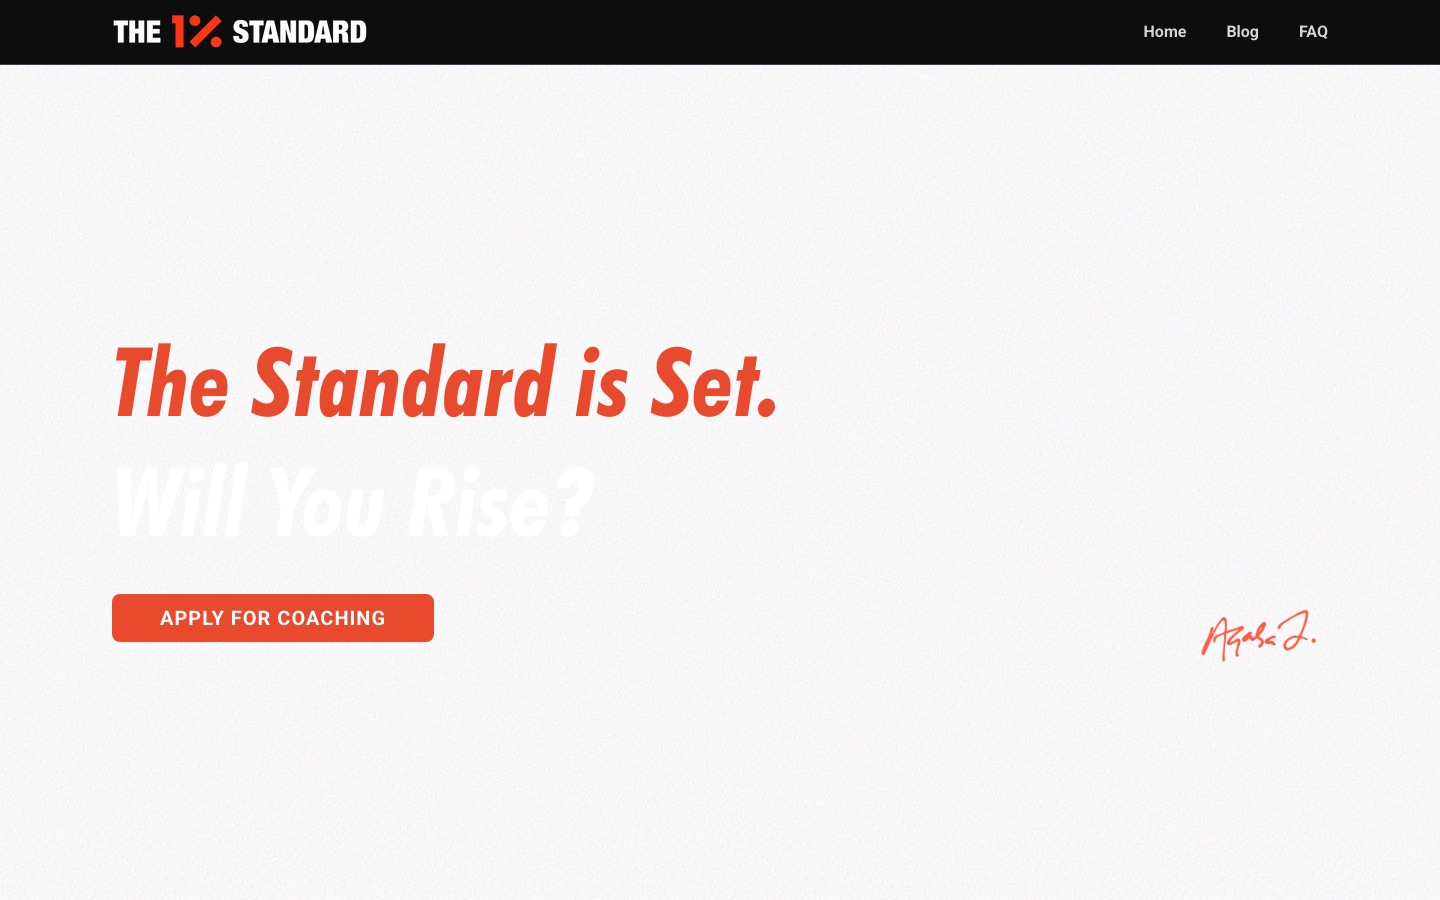 THE 1% STANDARD
Home Blog FAQ
The Standard is Set.
Will You Rise?
APPLY FOR COACHING